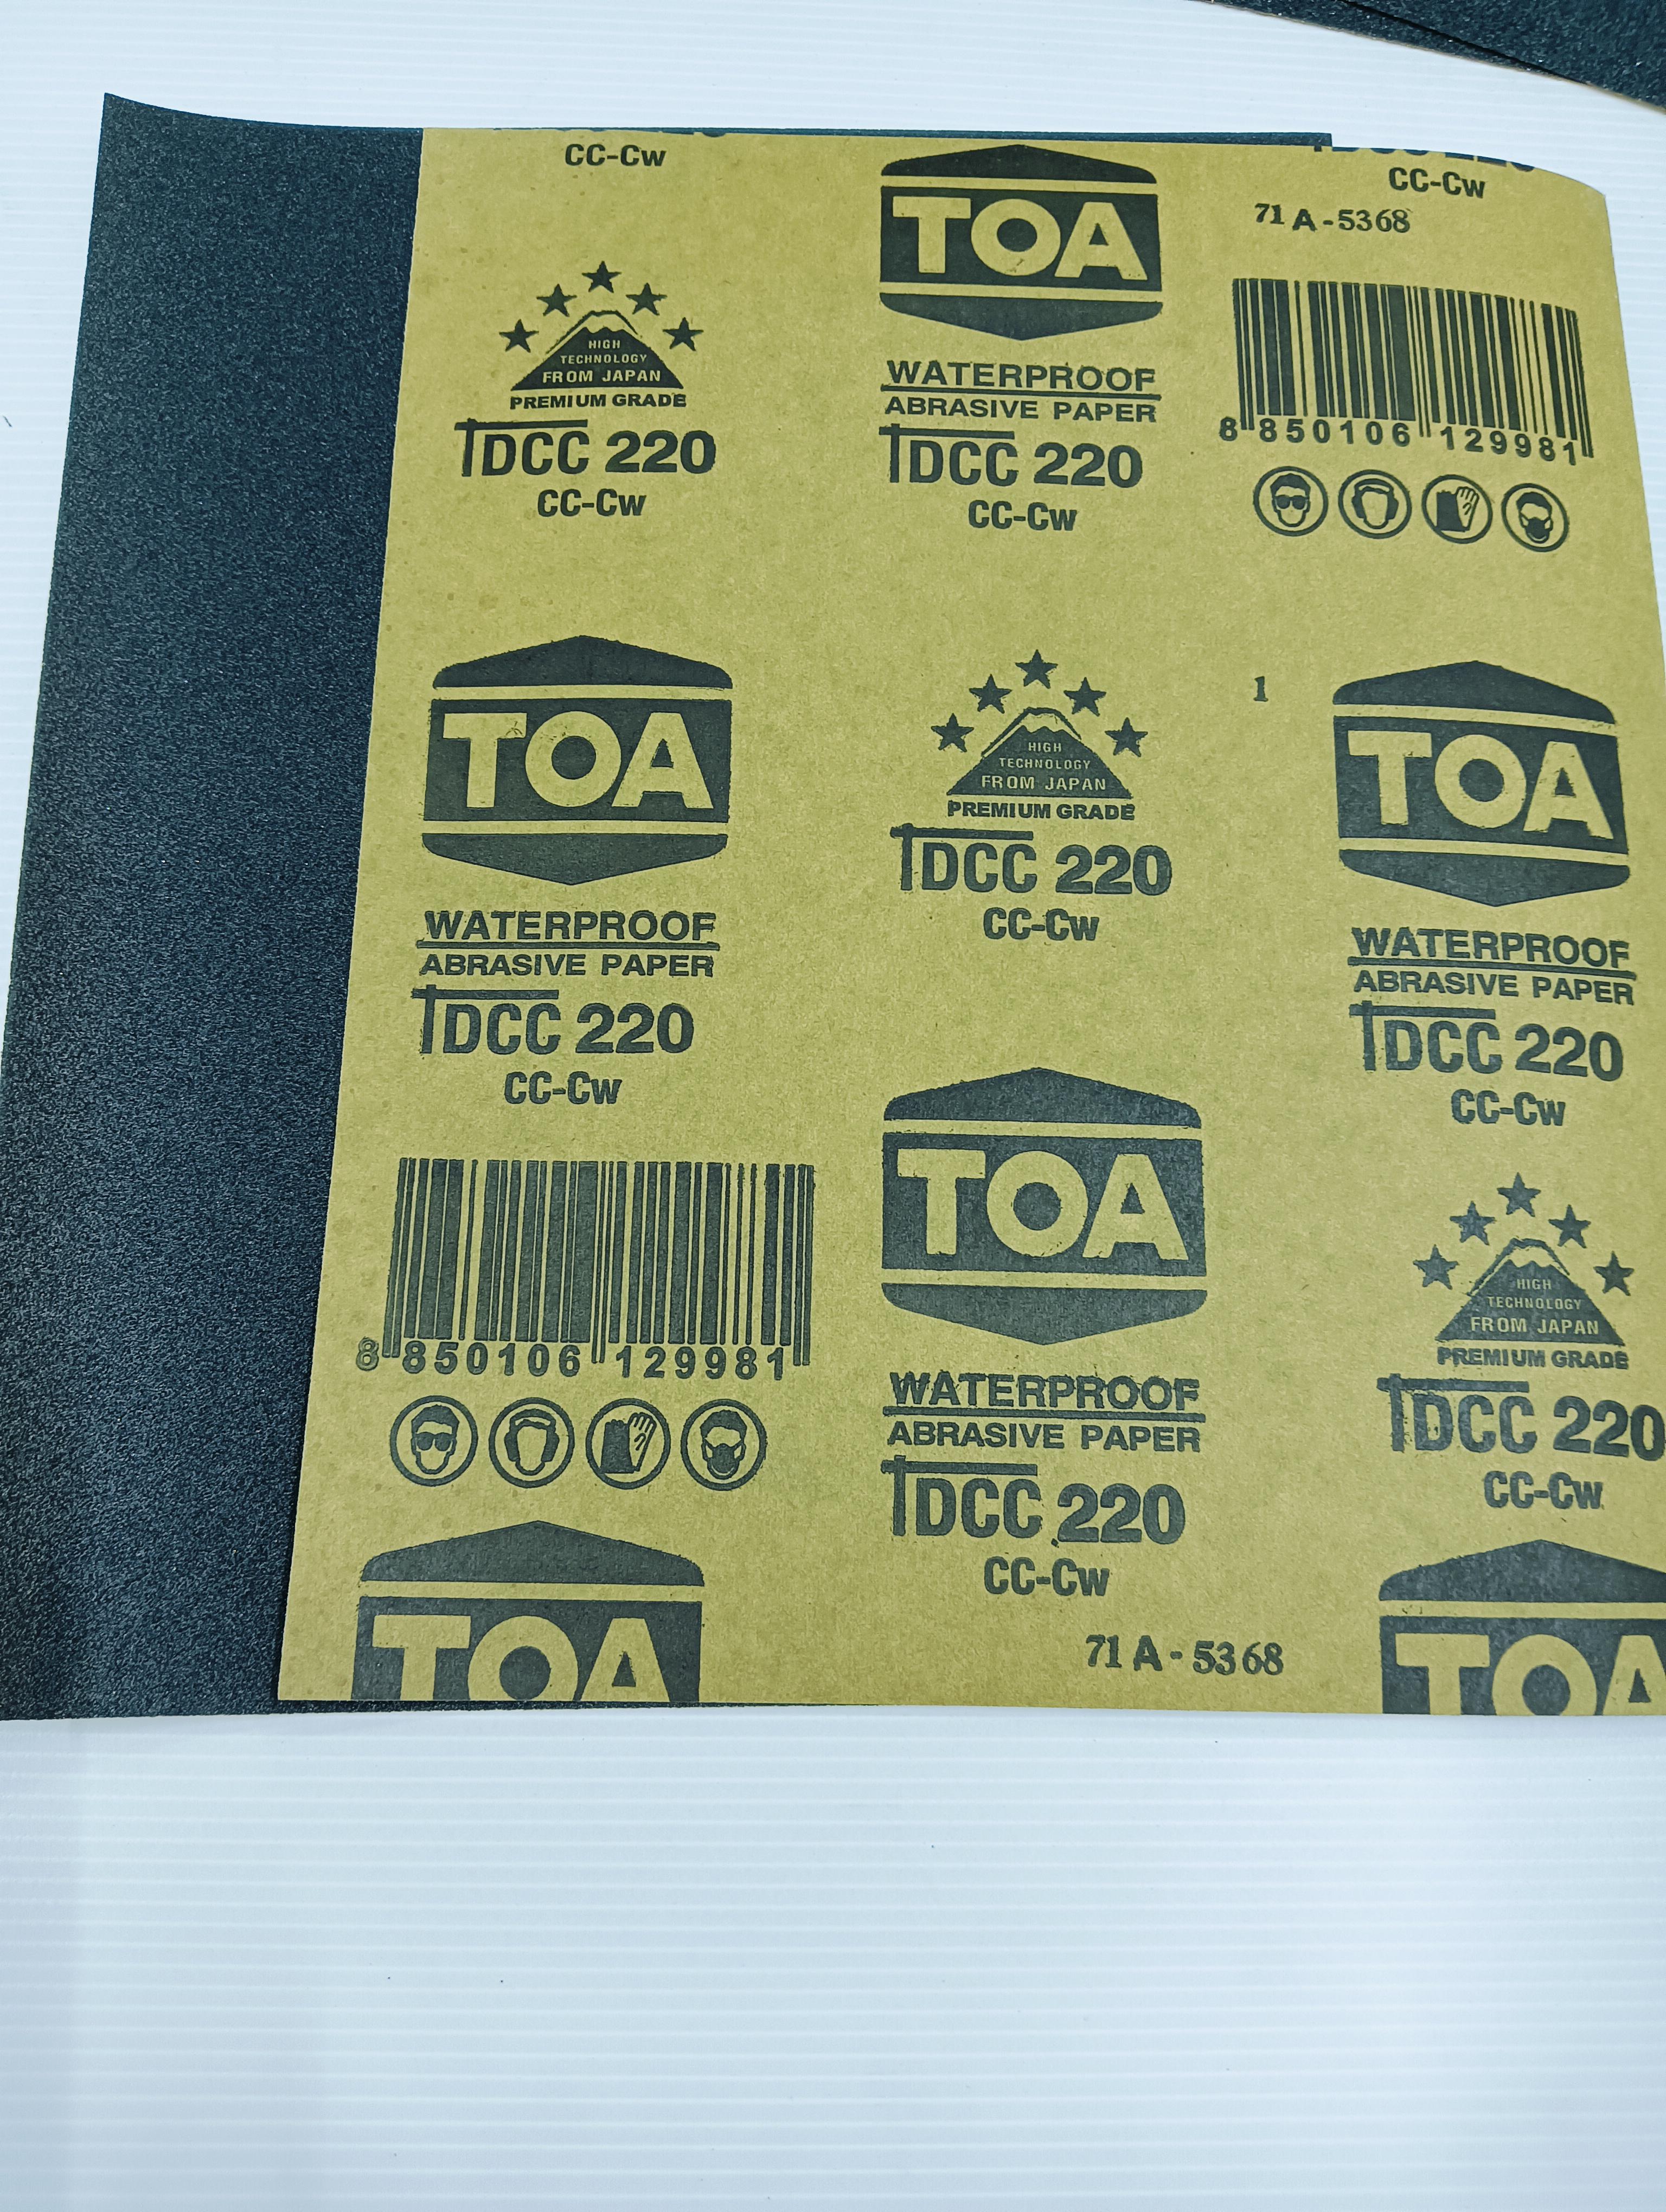 CC-Cw
HIGH
TECHNOLOGY
FROM JAPAN
PREMIUM GRADE
TDCC 220
CC-Cw
TOA
WATERPROOF
ABRASIVE PAPER
TDCC 220
CC-Cw
TDCC 220
CC-Cw
71 A - 5368
8 850106 129981
TOA
WATERPROOF
ABRASIVE PAPER
TDCC 220
CC-Cw
HIGH
TECHNOLOGY
FROM JAPAN
PREMIUM GRADE
TDCC 220
CC-Cw
1
TOA
WATERPROOF
ABRASIVE PAPER
TDCC 220
CC-Cw
8 850106 129981
TOA
WATERPROOF
ABRASIVE PAPER
TDCC 220
CC-Cw
HIGH
TECHNOLOGY
FROM JAPAN
PREMIUM GRADE
TDCC 220
CC-Cw
TOA
71 A - 5368
TOA